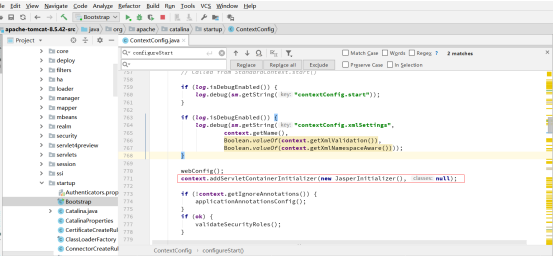 File Edit View Navigate Code Analyze Refactor Build Run Tools VCS Window Help
Bootstrap
apache-tomcat-8.5.42-src java org apache catalina startup ContextConfig
Project
ContextConfig.java
configureStart
Match Case Words Regex ? 2 matches
Replace Replace all Exclude
Preserve Case In Selection
core
deploy
filters
ha
loader
manager
mapper
mbeans
realm
security
servlet4preview
servlets
session
ssi
startup
Authenticators.prop
Bootstrap
Catalina.java
CatalinaProperties
CertificateCreateRul
ClassLoaderFactory
ConnectorCreateRul
757 // Called from StandardContext.start()
758
759 if (log.isDebugEnabled()) {
760 log.debug(sm.getString( key: "contextConfig.start"));
761 }
762
763 if (log.isDebugEnabled()) {
764 log.debug(sm.getString( key: "contextConfig.xmlSettings",
765 context.getName(),
766 Boolean.valueOf(context.getXmlValidation()),
767 Boolean.valueOf(context.getXmlNamespaceAware())));
768 }
769
770 webConfig();
771 context.addServletContainerInitializer(new JasperInitializer(), classes: null);
772
773 if (!context.getIgnoreAnnotations()) {
774 applicationAnnotationsConfig();
775 }
776 if (ok) {
777 validateSecurityRoles();
778 }
779
ContextConfig configureStart()